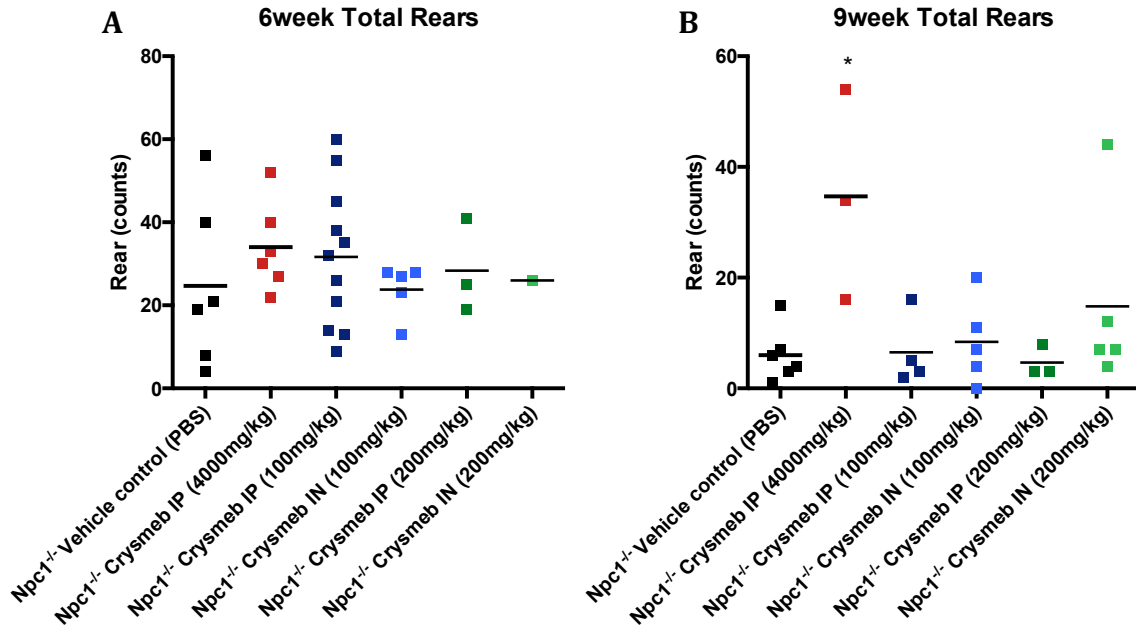 A
6week Total Rears
Rear (counts)
80
60
40
20
0
Npc1⁻/⁻ Vehicle control (PBS)
Npc1⁻/⁻ Crysmeb IP (4000mg/kg)
Npc1⁻/⁻ Crysmeb IP (100mg/kg)
Npc1⁻/⁻ Crysmeb IN (100mg/kg)
Npc1⁻/⁻ Crysmeb IP (200mg/kg)
Npc1⁻/⁻ Crysmeb IN (200mg/kg)
B
9week Total Rears
Rear (counts)
60
40
20
0
*
Npc1⁻/⁻ Vehicle control (PBS)
Npc1⁻/⁻ Crysmeb IP (4000mg/kg)
Npc1⁻/⁻ Crysmeb IP (100mg/kg)
Npc1⁻/⁻ Crysmeb IN (100mg/kg)
Npc1⁻/⁻ Crysmeb IP (200mg/kg)
Npc1⁻/⁻ Crysmeb IN (200mg/kg)